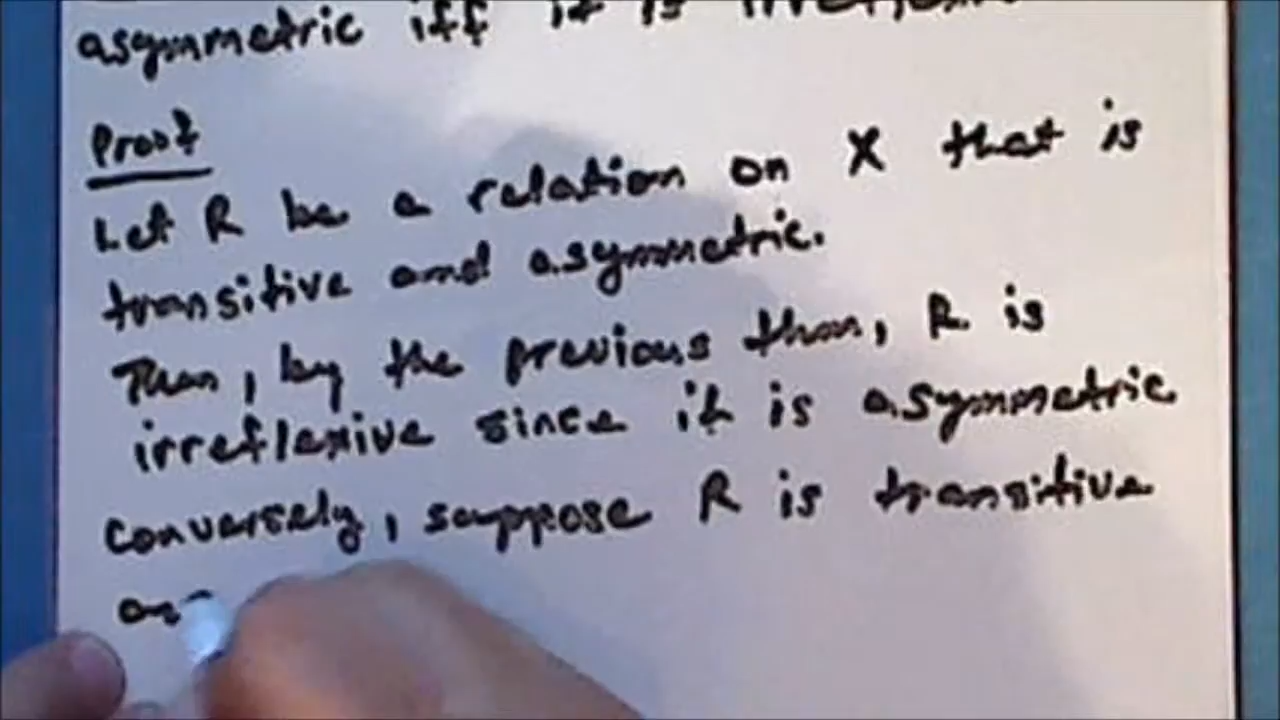 asymmetric iff it is irreflexive
Proof
Let R be a relation on X that is
transitive and asymmetric.
Then, by the previous thm, R is
irreflexive since it is asymmetric
conversely, suppose R is transitive